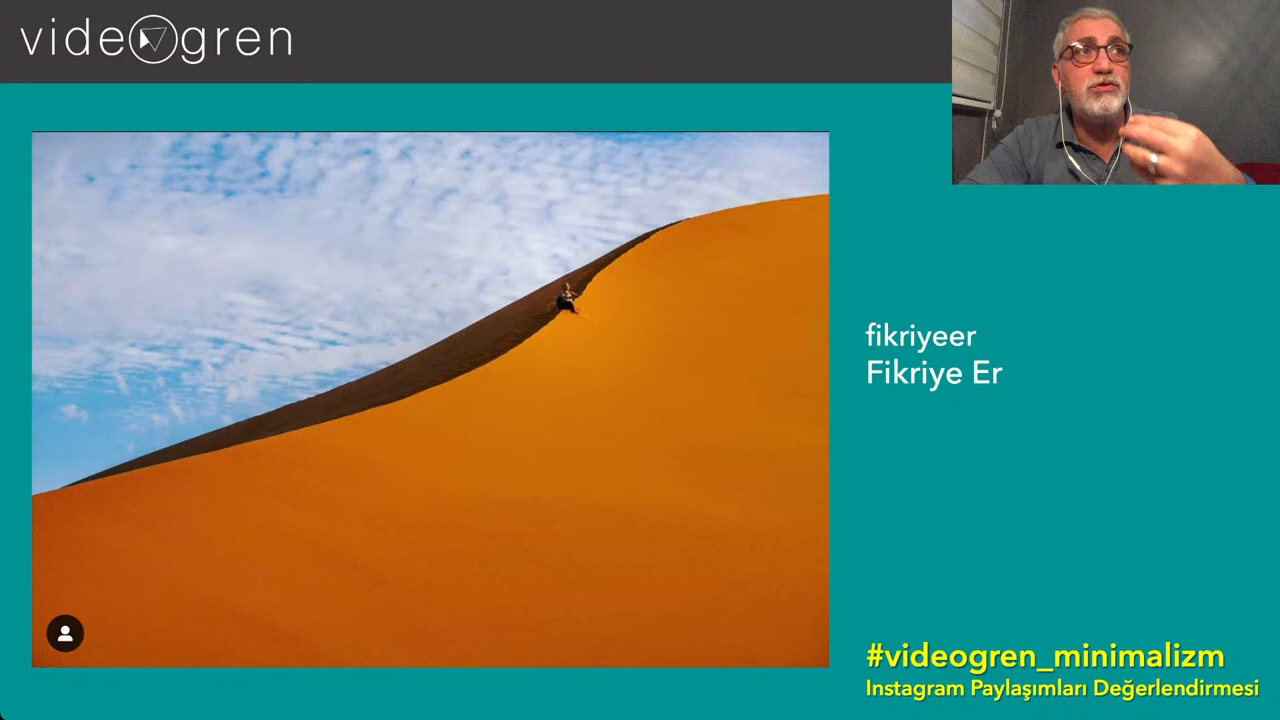 videogren
fikriyeer
Fikriye Er
#videogren_minimalizm
Instagram Paylaşımları Değerlendirmesi